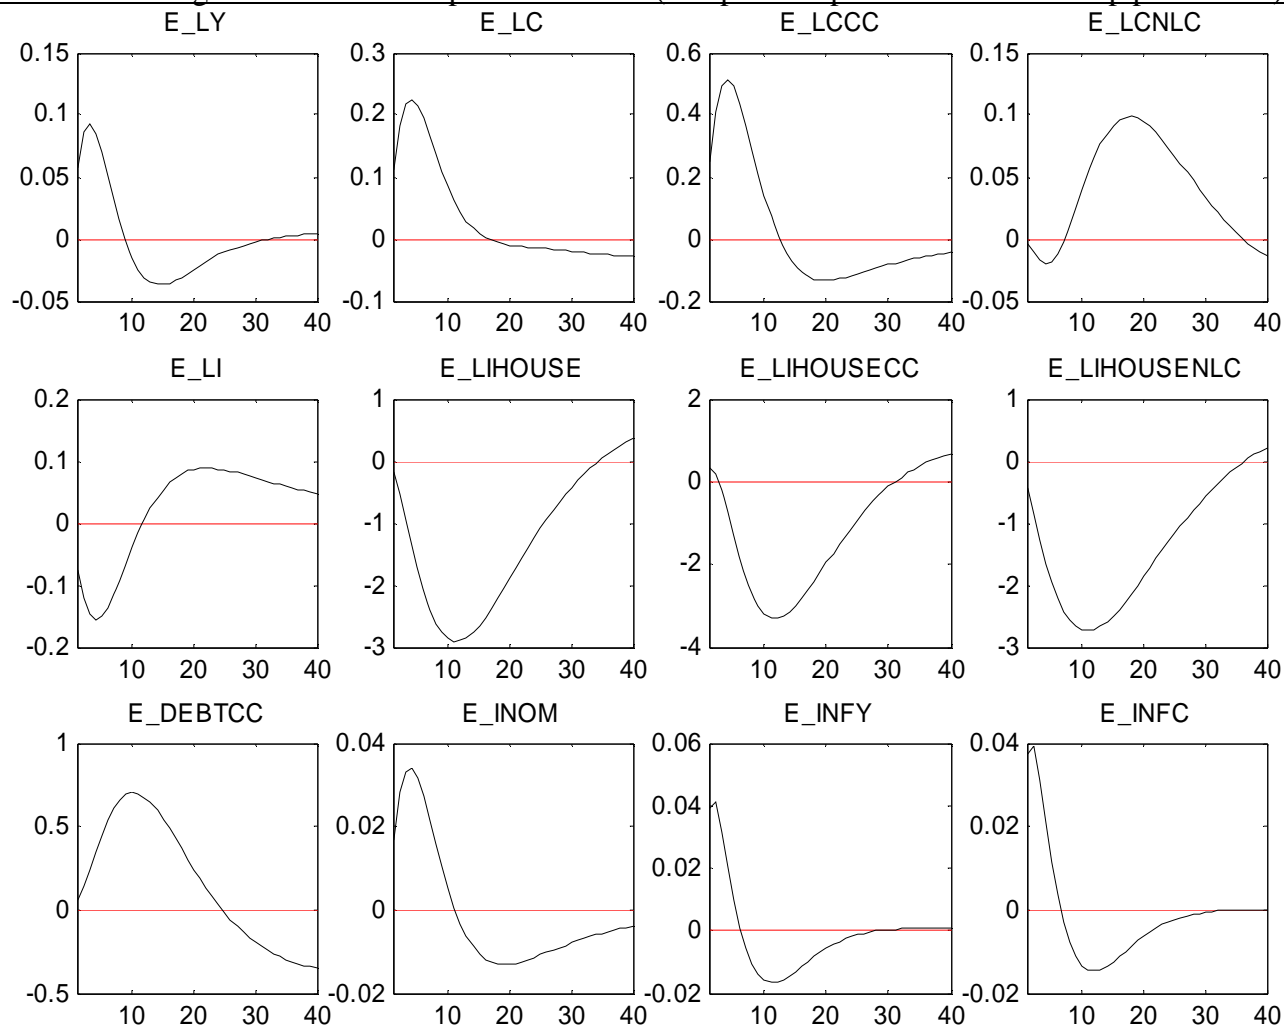 E_LY E_LC E_LCCC E_LCNLC
0.15 0.3 0.6 0.15
0.1 0.2 0.4 0.1
0.05 0.1 0.2 0.05
0 0 0 0
-0.05 -0.1 -0.2 -0.05
10 20 30 40 10 20 30 40 10 20 30 40 10 20 30 40
E_LI E_LIHOUSE E_LIHOUSECC E_LIHOUSENLC
0.2 1 2 1
0.1 0 0 0
0 -1 -2 -1
-0.1 -2 -4 -2
-0.2 -3 -3
10 20 30 40 10 20 30 40 10 20 30 40 10 20 30 40
E_DEBTCC E_INOM E_INFY E_INFC
1 0.04 0.06 0.04
0.5 0.02 0.04 0.02
0 0 0.02 0
-0.5 -0.02 0 -0.02
-0.02
10 20 30 40 10 20 30 40 10 20 30 40 10 20 30 40